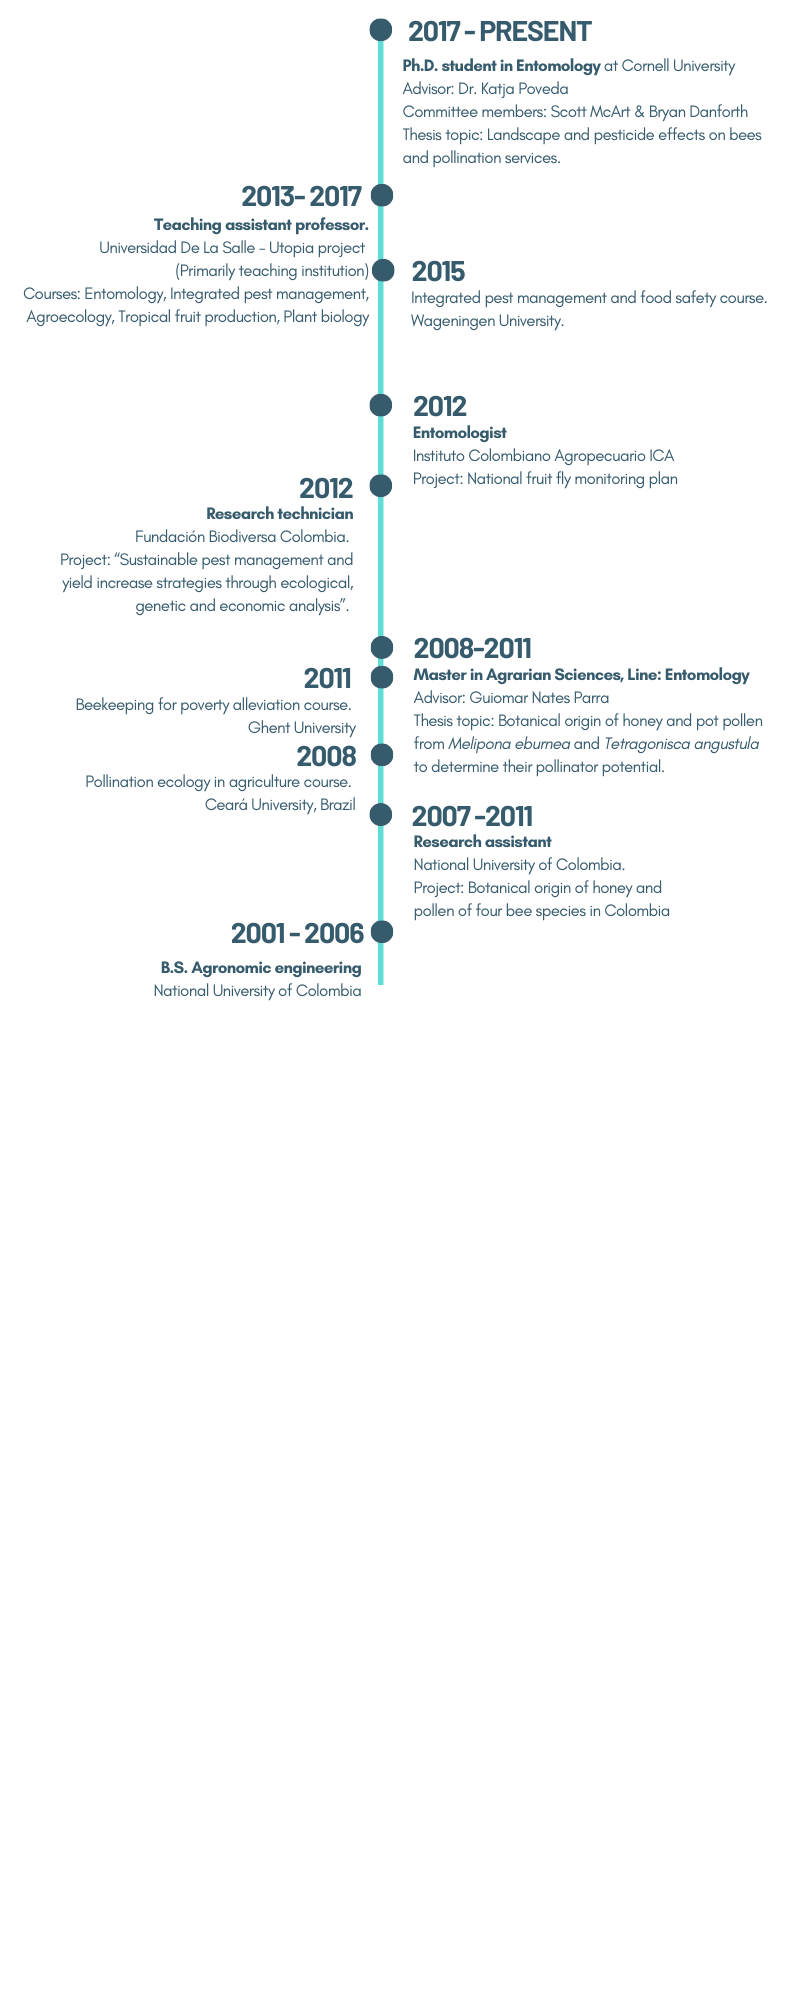 2017 - PRESENT
Ph.D. student in Entomology at Cornell University
Advisor: Dr. Katja Poveda
Committee members: Scott McArt & Bryan Danforth
Thesis topic: Landscape and pesticide effects on bees
and pollination services.
2013- 2017
Teaching assistant professor.
Universidad De La Salle - Utopia project
(Primarily teaching institution)
Courses: Entomology, Integrated pest management,
Agroecology, Tropical fruit production, Plant biology
2015
Integrated pest management and food safety course.
Wageningen University.
2012
Entomologist
Instituto Colombiano Agropecuario ICA
Project: National fruit fly monitoring plan
2012
Research technician
Fundación Biodiversa Colombia.
Project: “Sustainable pest management and
yield increase strategies through ecological,
genetic and economic analysis”.
2008-2011
Master in Agrarian Sciences, Line: Entomology
Advisor: Guiomar Nates Parra
Thesis topic: Botanical origin of honey and pot pollen
from Melipona eburnea and Tetragonisca angustula
to determine their pollinator potential.
2011
Beekeeping for poverty alleviation course.
Ghent University
2008
Pollination ecology in agriculture course.
Ceará University, Brazil
2007 -2011
Research assistant
National University of Colombia.
Project: Botanical origin of honey and
pollen of four bee species in Colombia
2001 - 2006
B.S. Agronomic engineering
National University of Colombia